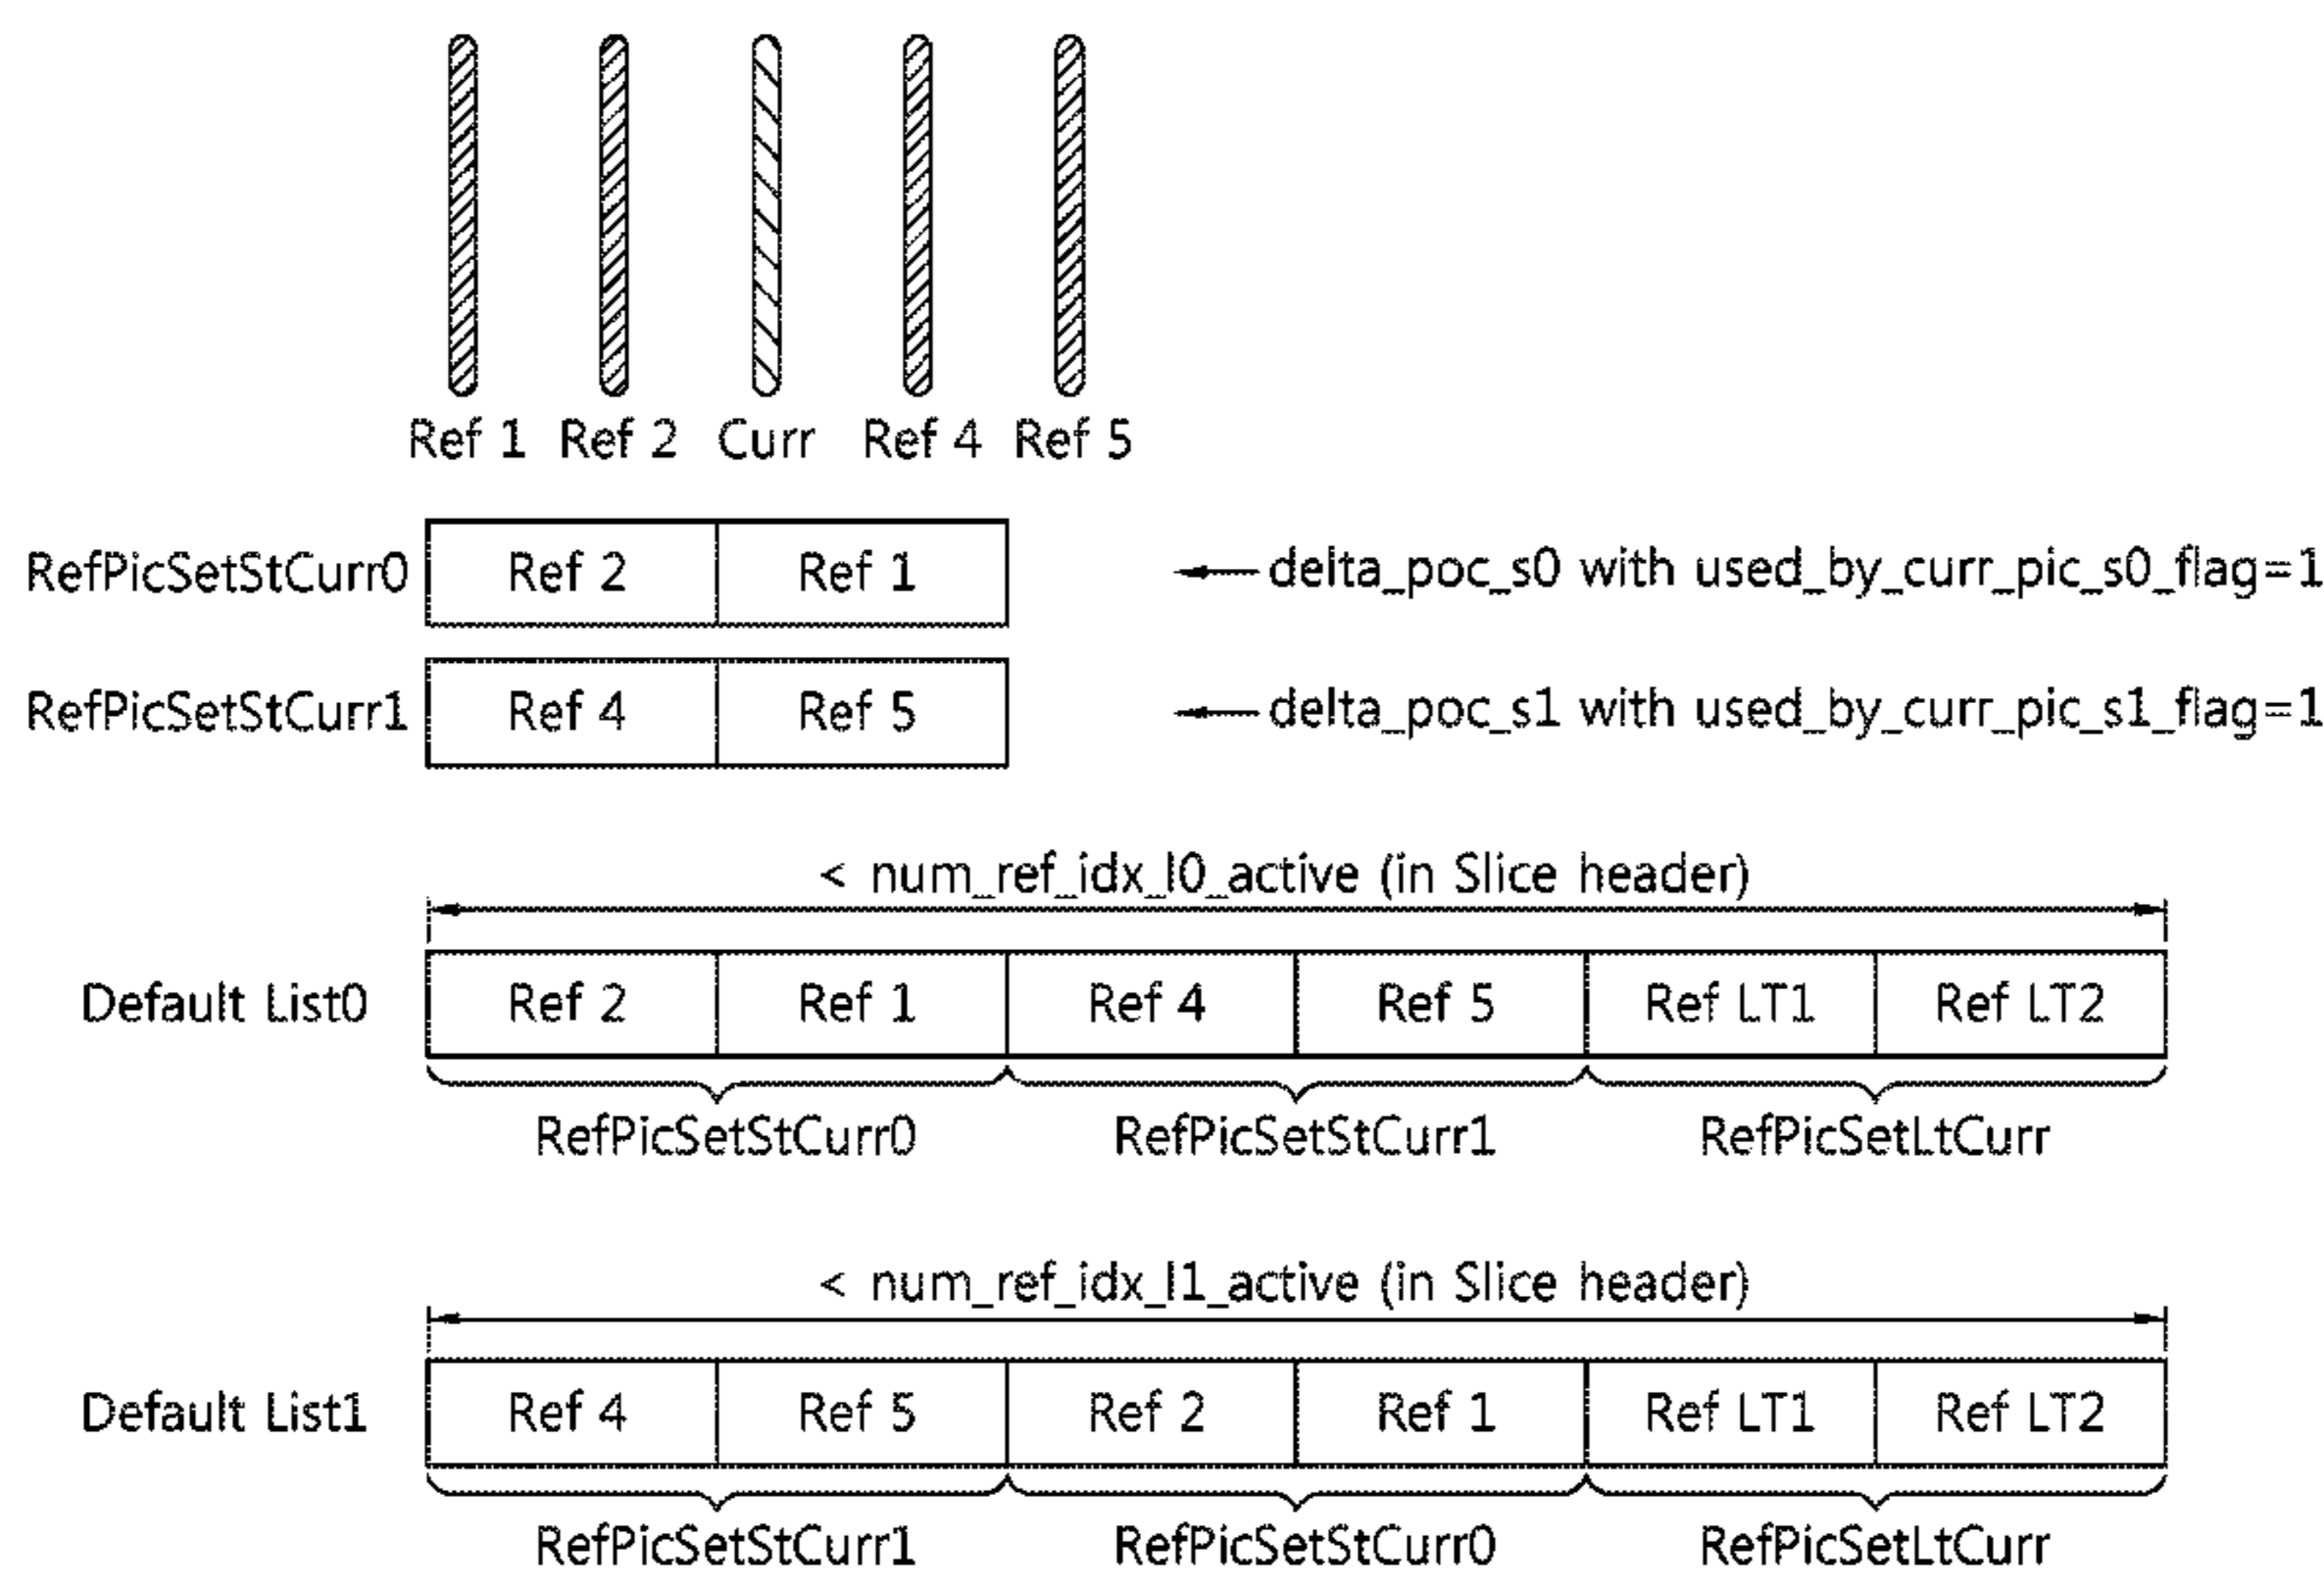 Ref 1 Ref 2 Curr Ref 4 Ref 5
RefPicSetStCurr0 Ref 2 Ref 1 delta_poc_s0 with used_by_curr_pic_s0_flag=1
RefPicSetStCurr1 Ref 4 Ref 5 delta_poc_s1 with used_by_curr_pic_s1_flag=1
< num_ref_idx_l0_active (in Slice header)
Default List0 Ref 2 Ref 1 Ref 4 Ref 5 Ref LT1 Ref LT2
RefPicSetStCurr0 RefPicSetStCurr1 RefPicSetLtCurr
< num_ref_idx_l1_active (in Slice header)
Default List1 Ref 4 Ref 5 Ref 2 Ref 1 Ref LT1 Ref LT2
RefPicSetStCurr1 RefPicSetStCurr0 RefPicSetLtCurr